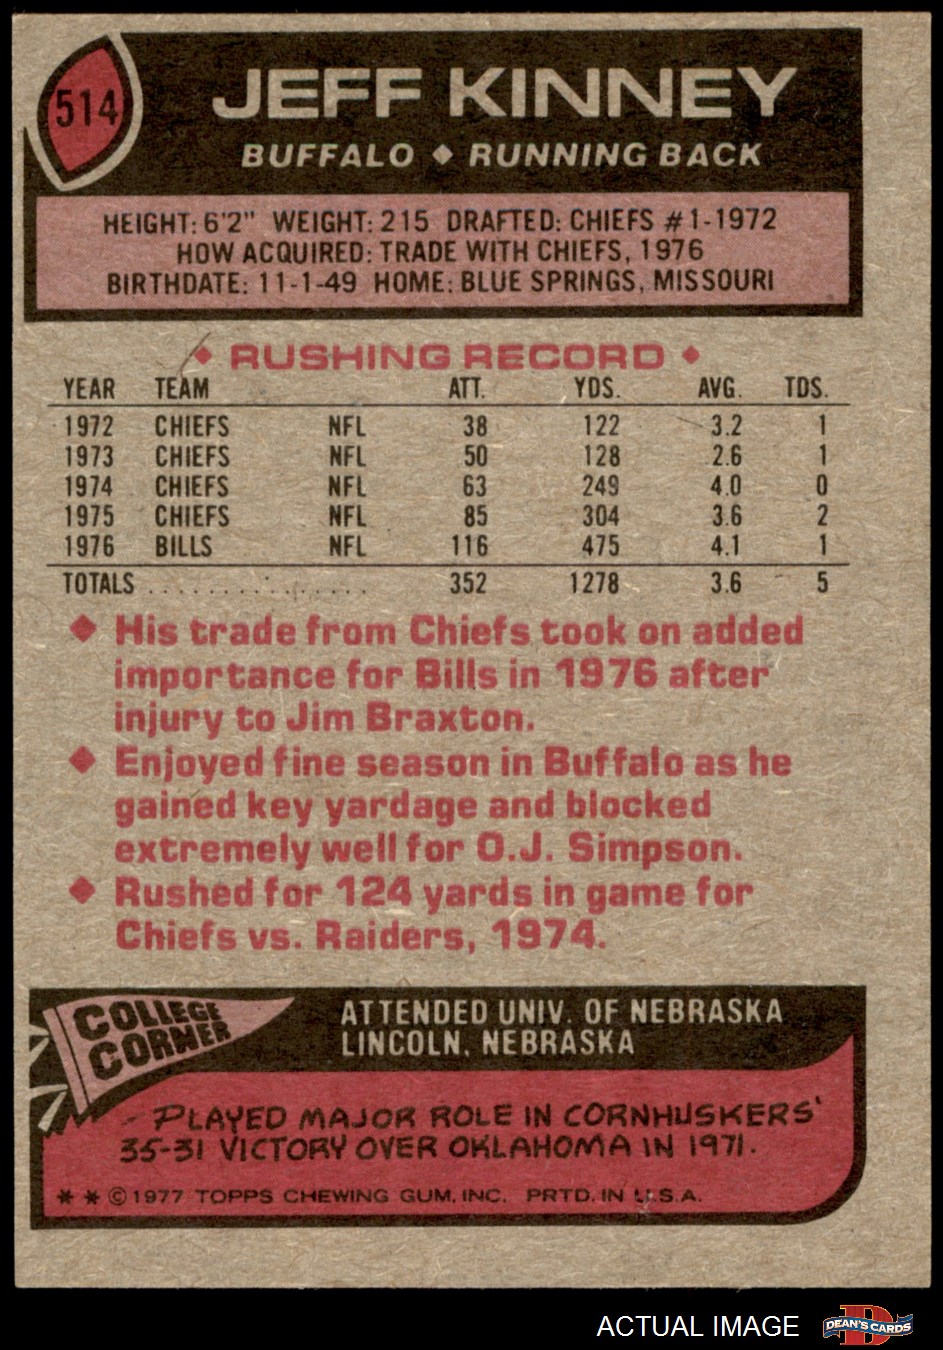 514
JEFF KINNEY
BUFFALO ◆ RUNNING BACK
HEIGHT: 6'2" WEIGHT: 215 DRAFTED: CHIEFS #1-1972
HOW ACQUIRED: TRADE WITH CHIEFS, 1976
BIRTHDATE: 11-1-49 HOME: BLUE SPRINGS, MISSOURI
◆ RUSHING RECORD ◆
YEAR TEAM ATT. YDS. AVG. TDS.
1972 CHIEFS NFL 38 122 3.2 1
1973 CHIEFS NFL 50 128 2.6 1
1974 CHIEFS NFL 63 249 4.0 0
1975 CHIEFS NFL 85 304 3.6 2
1976 BILLS NFL 116 475 4.1 1
TOTALS ............... 352 1278 3.6 5
◆ His trade from Chiefs took on added
importance for Bills in 1976 after
injury to Jim Braxton.
◆ Enjoyed fine season in Buffalo as he
gained key yardage and blocked
extremely well for O.J. Simpson.
◆ Rushed for 124 yards in game for
Chiefs vs. Raiders, 1974.
COLLEGE
CORNER
ATTENDED UNIV. OF NEBRASKA
LINCOLN, NEBRASKA
PLAYED MAJOR ROLE IN CORNHUSKERS'
35-31 VICTORY OVER OKLAHOMA IN 1971.
* * © 1977 TOPPS CHEWING GUM, INC. PRTD. IN U.S.A.
ACTUAL IMAGE
D
DEAN'S CARDS